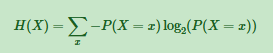 H(X) = ∑ₓ −P(X = x) log₂(P(X = x))